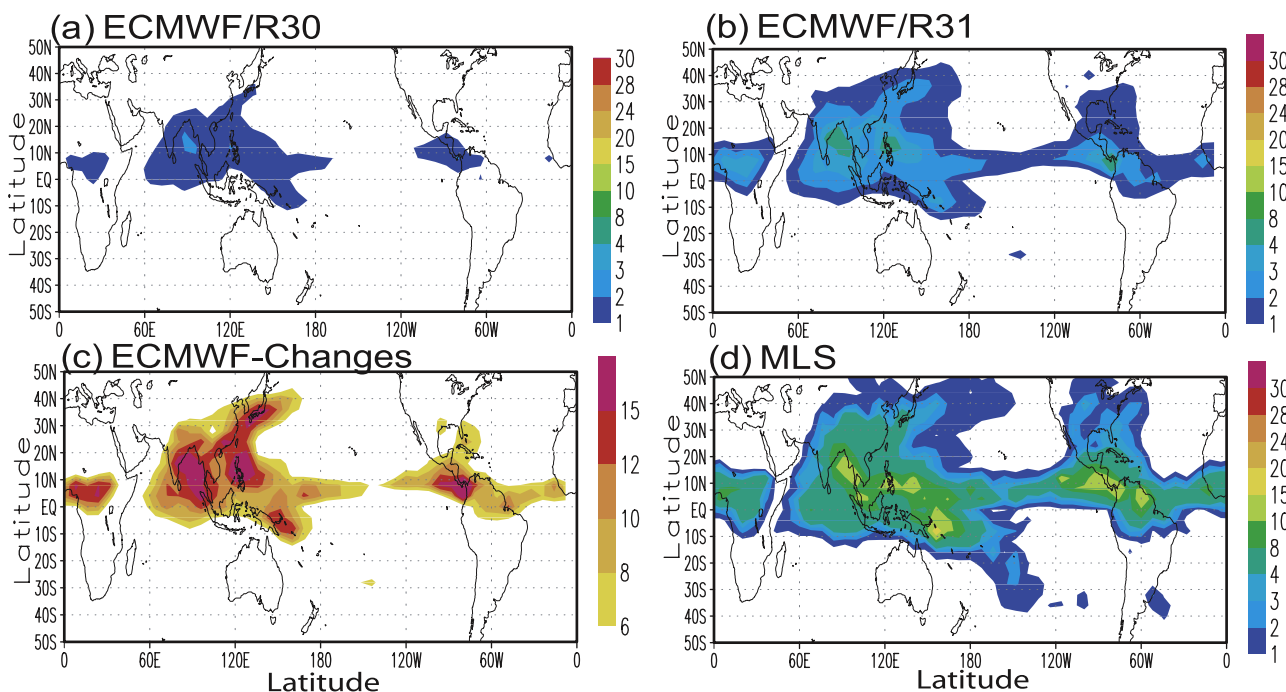 (a) ECMWF/R30
50N
40N
30N
20N
10N
EQ
10S
20S
30S
40S
50S
Latitude
0
60E
120E
180
120W
60W
0
30
28
24
20
15
10
8
4
3
2
1
(b) ECMWF/R31
50N
40N
30N
20N
10N
EQ
10S
20S
30S
40S
50S
Latitude
0
60E
120E
180
120W
60W
0
30
28
24
20
15
10
8
4
3
2
1
(c) ECMWF-Changes
50N
40N
30N
20N
10N
EQ
10S
20S
30S
40S
50S
Latitude
0
60E
120E
180
120W
60W
0
Latitude
15
12
10
8
6
(d) MLS
50N
40N
30N
20N
10N
EQ
10S
20S
30S
40S
50S
Latitude
0
60E
120E
180
120W
60W
0
Latitude
30
28
24
20
15
10
8
4
3
2
1